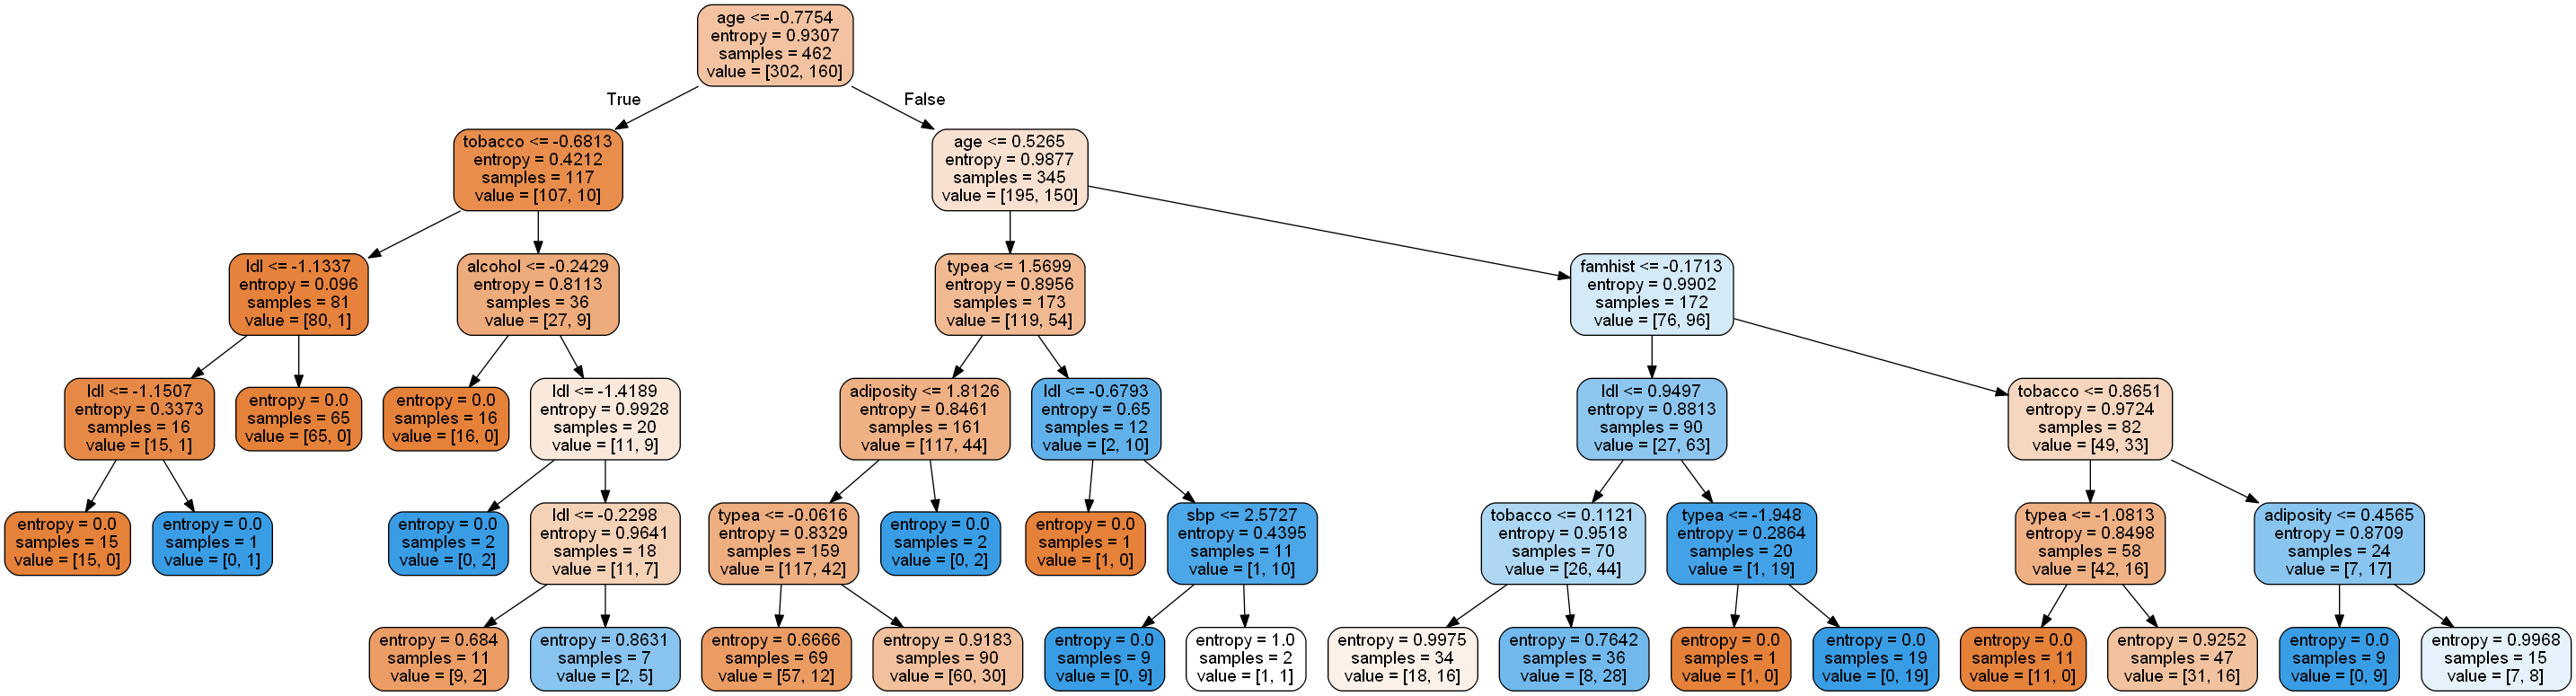 age <= -0.7754
entropy = 0.9307
samples = 462
value = [302, 160]
True
False
tobacco <= -0.6813
entropy = 0.4212
samples = 117
value = [107, 10]
age <= 0.5265
entropy = 0.9877
samples = 345
value = [195, 150]
ldl <= -1.1337
entropy = 0.096
samples = 81
value = [80, 1]
alcohol <= -0.2429
entropy = 0.8113
samples = 36
value = [27, 9]
typea <= 1.5699
entropy = 0.8956
samples = 173
value = [119, 54]
famhist <= -0.1713
entropy = 0.9902
samples = 172
value = [76, 96]
ldl <= -1.1507
entropy = 0.3373
samples = 16
value = [15, 1]
entropy = 0.0
samples = 65
value = [65, 0]
entropy = 0.0
samples = 16
value = [16, 0]
ldl <= -1.4189
entropy = 0.9928
samples = 20
value = [11, 9]
adiposity <= 1.8126
entropy = 0.8461
samples = 161
value = [117, 44]
ldl <= -0.6793
entropy = 0.65
samples = 12
value = [2, 10]
ldl <= 0.9497
entropy = 0.8813
samples = 90
value = [27, 63]
tobacco <= 0.8651
entropy = 0.9724
samples = 82
value = [49, 33]
entropy = 0.0
samples = 15
value = [15, 0]
entropy = 0.0
samples = 1
value = [0, 1]
entropy = 0.0
samples = 2
value = [0, 2]
ldl <= -0.2298
entropy = 0.9641
samples = 18
value = [11, 7]
typea <= -0.0616
entropy = 0.8329
samples = 159
value = [117, 42]
entropy = 0.0
samples = 2
value = [0, 2]
entropy = 0.0
samples = 1
value = [1, 0]
sbp <= 2.5727
entropy = 0.4395
samples = 11
value = [1, 10]
tobacco <= 0.1121
entropy = 0.9518
samples = 70
value = [26, 44]
typea <= -1.948
entropy = 0.2864
samples = 20
value = [1, 19]
typea <= -1.0813
entropy = 0.8498
samples = 58
value = [42, 16]
adiposity <= 0.4565
entropy = 0.8709
samples = 24
value = [7, 17]
entropy = 0.684
samples = 11
value = [9, 2]
entropy = 0.8631
samples = 7
value = [2, 5]
entropy = 0.6666
samples = 69
value = [57, 12]
entropy = 0.9183
samples = 90
value = [60, 30]
entropy = 0.0
samples = 9
value = [0, 9]
entropy = 1.0
samples = 2
value = [1, 1]
entropy = 0.9975
samples = 34
value = [18, 16]
entropy = 0.7642
samples = 36
value = [8, 28]
entropy = 0.0
samples = 1
value = [1, 0]
entropy = 0.0
samples = 19
value = [0, 19]
entropy = 0.0
samples = 11
value = [11, 0]
entropy = 0.9252
samples = 47
value = [31, 16]
entropy = 0.0
samples = 9
value = [0, 9]
entropy = 0.9968
samples = 15
value = [7, 8]